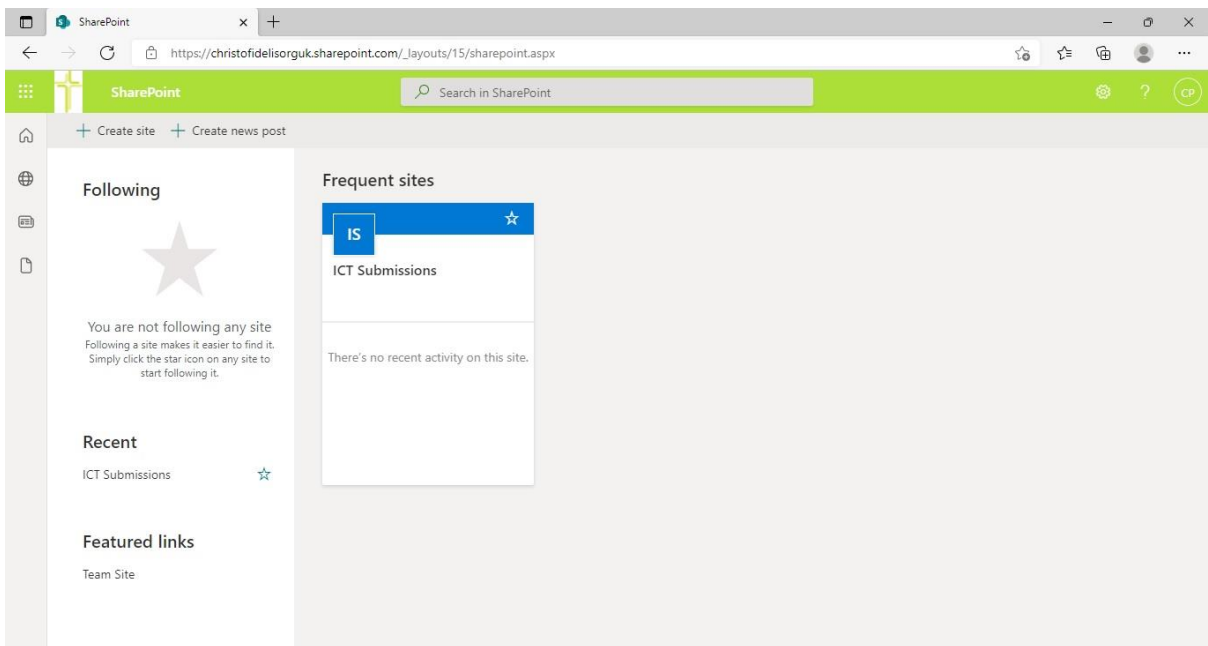 SharePoint
https://christofidelisorguk.sharepoint.com/_layouts/15/sharepoint.aspx
SharePoint
Search in SharePoint
? CP
+ Create site + Create news post
Following
You are not following any site
Following a site makes it easier to find it.
Simply click the star icon on any site to
start following it.
Recent
ICT Submissions
Featured links
Team Site
Frequent sites
IS
ICT Submissions
There's no recent activity on this site.